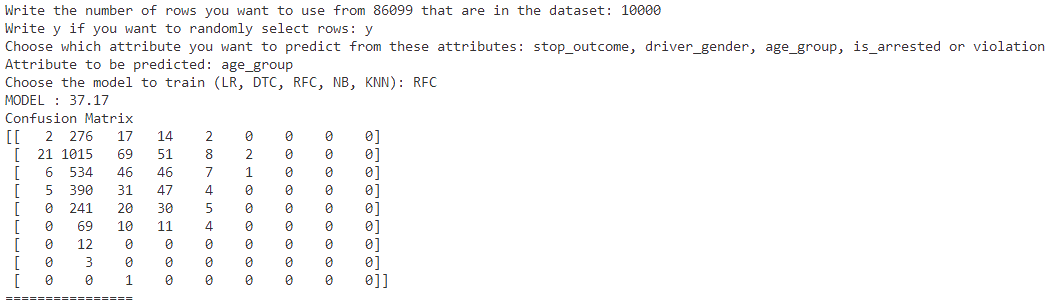 Write the number of rows you want to use from 86099 that are in the dataset: 10000
Write y if you want to randomly select rows: y
Choose which attribute you want to predict from these attributes: stop_outcome, driver_gender, age_group, is_arrested or violation
Attribute to be predicted: age_group
Choose the model to train (LR, DTC, RFC, NB, KNN): RFC
MODEL : 37.17
Confusion Matrix
[[   2  276   17   14    2    0    0    0    0]
 [  21 1015   69   51    8    2    0    0    0]
 [   6  534   46   46    7    1    0    0    0]
 [   5  390   31   47    4    0    0    0    0]
 [   0  241   20   30    5    0    0    0    0]
 [   0   69   10   11    4    0    0    0    0]
 [   0   12    0    0    0    0    0    0    0]
 [   0    3    0    0    0    0    0    0    0]
 [   0    0    1    0    0    0    0    0    0]]
================